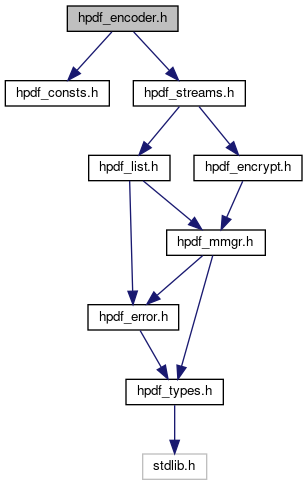 hpdf_encoder.h
hpdf_consts.h
hpdf_streams.h
hpdf_list.h
hpdf_encrypt.h
hpdf_mmgr.h
hpdf_error.h
hpdf_types.h
stdlib.h